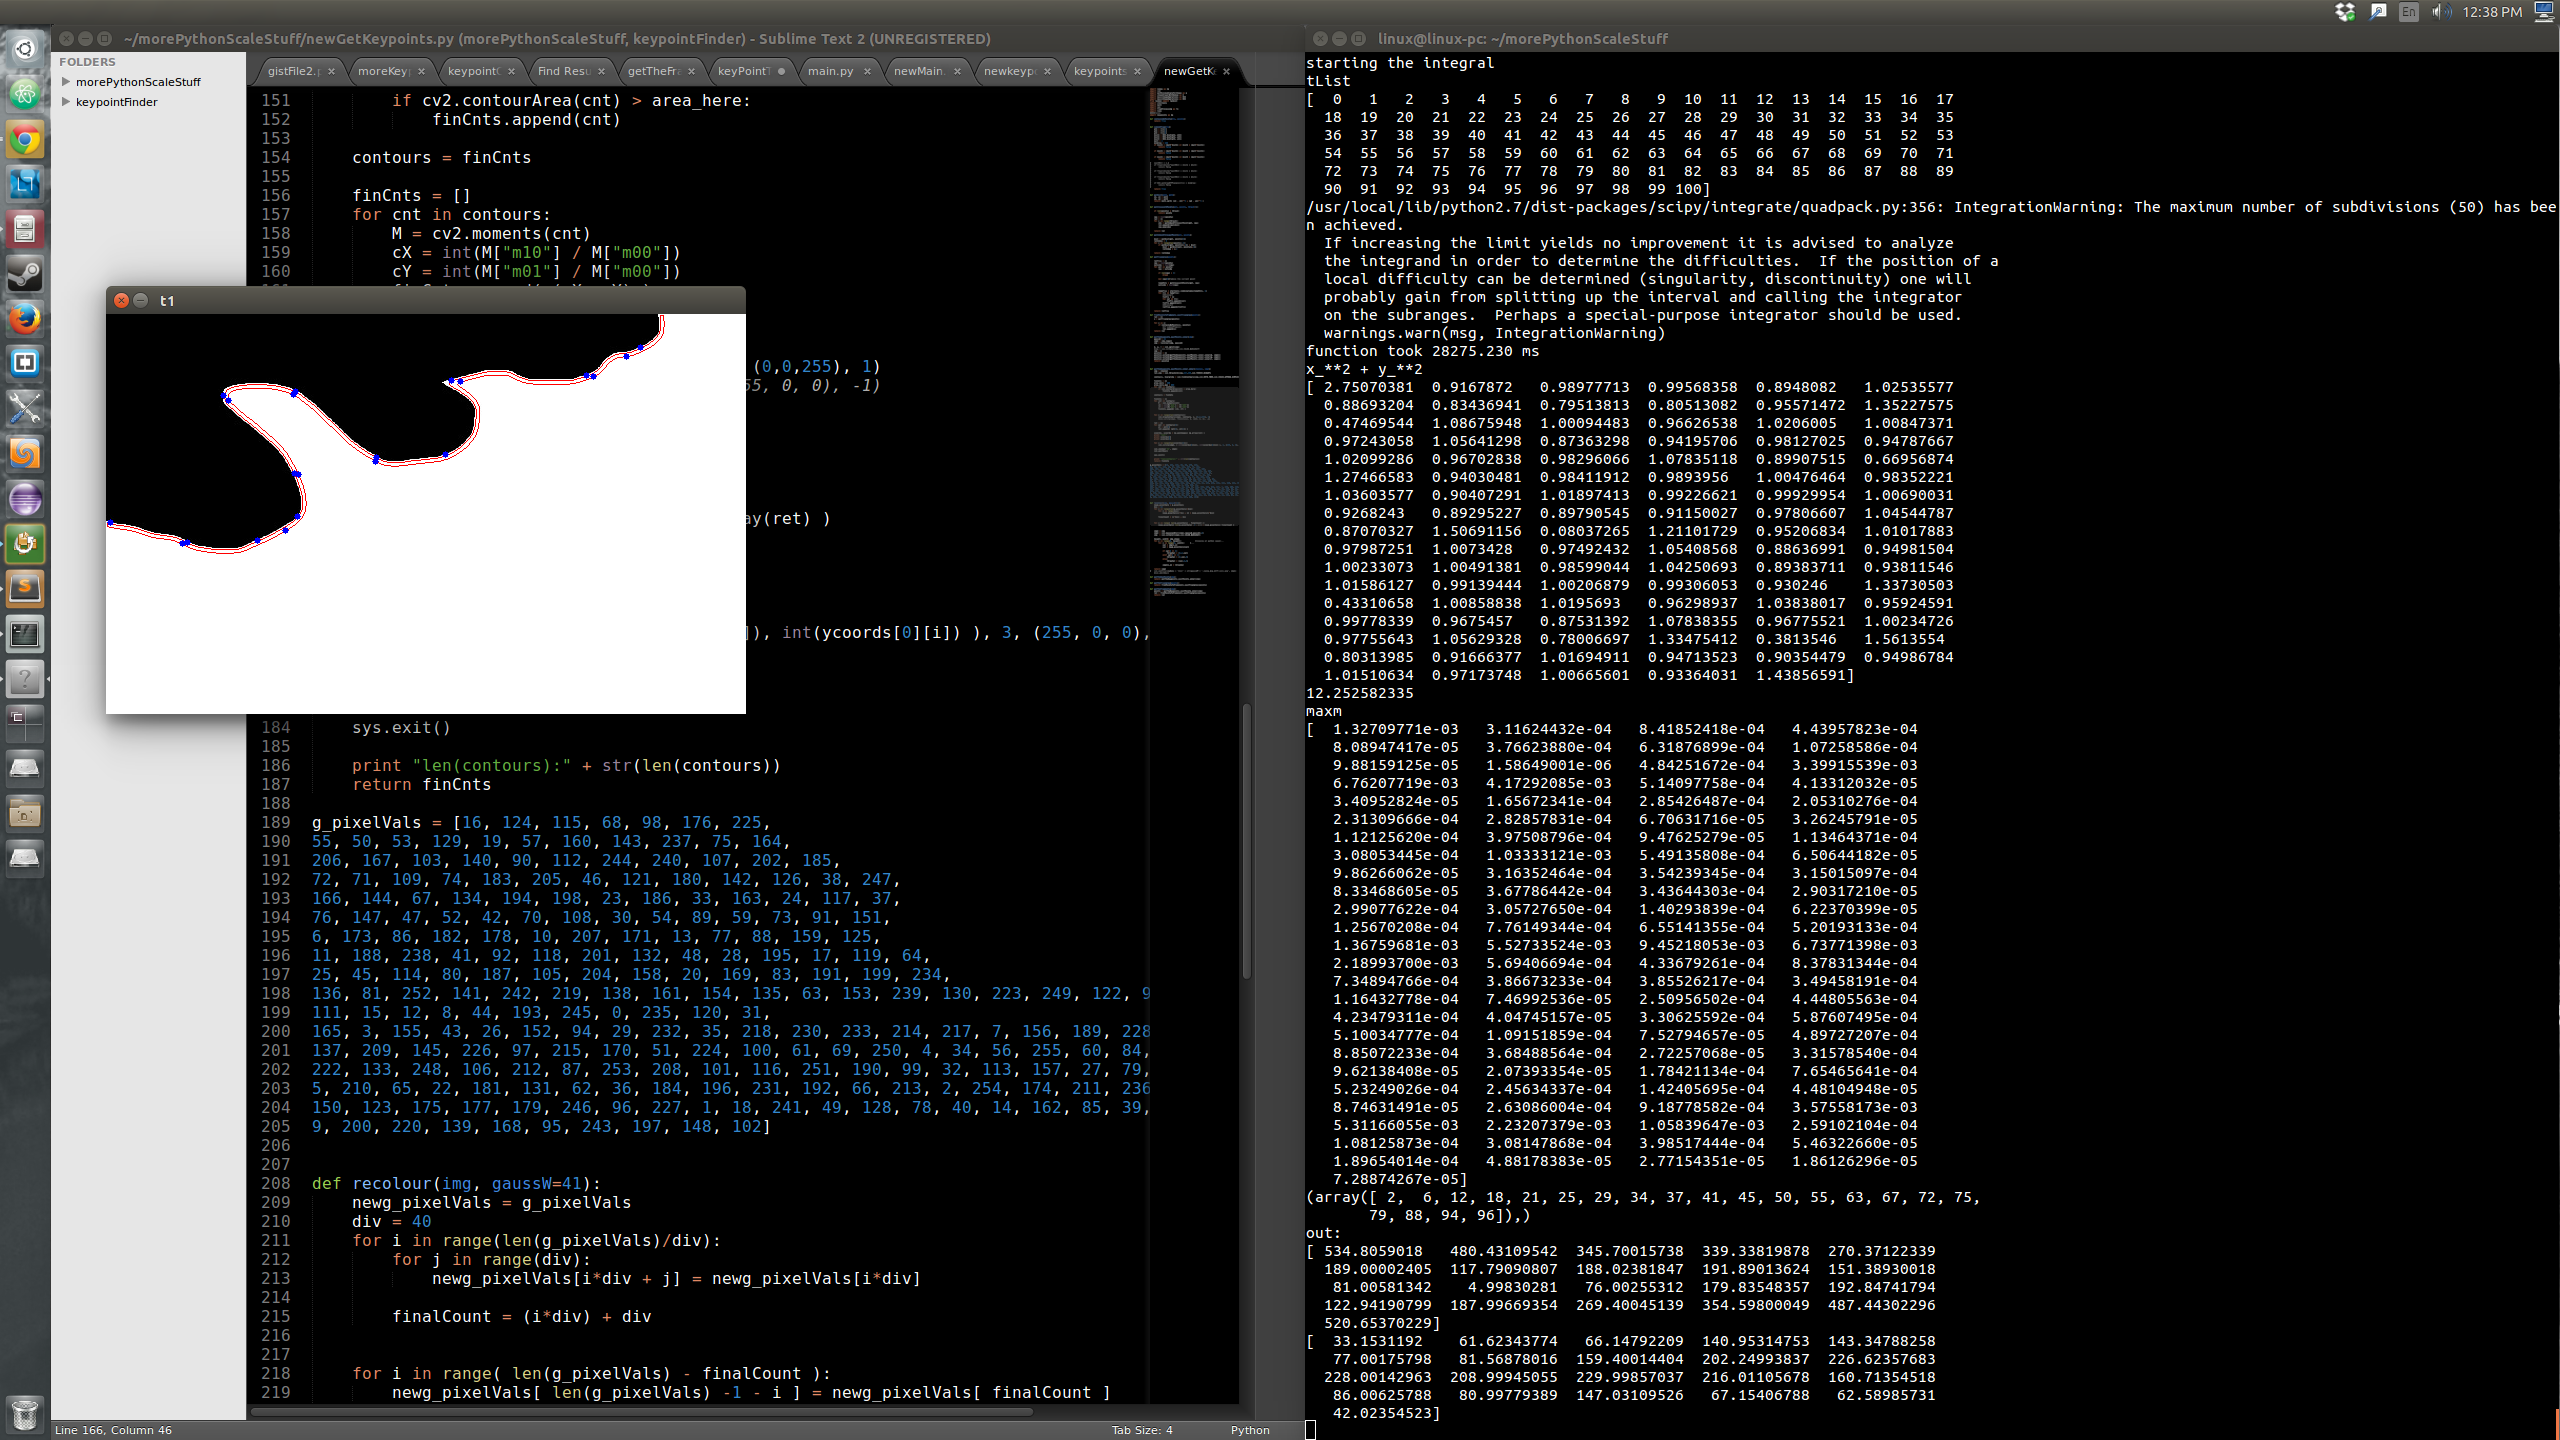 En 12:38 PM
~/morePythonScaleStuff/newGetKeypoints.py (morePythonScaleStuff, keypointFinder) - Sublime Text 2 (UNREGISTERED)
FOLDERS
morePythonScaleStuff
keypointFinder
gistFile2. moreKey keypoint Find Resu getTheFr keyPointT main.py newMain. newkeyp keypoints newGetK
151 if cv2.contourArea(cnt) > area_here:
152 finCnts.append(cnt)
153
154 contours = finCnts
155
156 finCnts = []
157 for cnt in contours:
158 M = cv2.moments(cnt)
159 cX = int(M["m10"] / M["m00"])
160 cY = int(M["m01"] / M["m00"])
t1
(0,0,255), 1)
5, 0, 0), -1)
ay(ret) )
]), int(ycoords[0][i]) ), 3, (255, 0, 0),
184 sys.exit()
185
186 print "len(contours):" + str(len(contours))
187 return finCnts
188
189 g_pixelVals = [16, 124, 115, 68, 98, 176, 225,
190 55, 50, 53, 129, 19, 57, 160, 143, 237, 75, 164,
191 206, 167, 103, 140, 90, 112, 244, 240, 107, 202, 185,
192 72, 71, 109, 74, 183, 205, 46, 121, 180, 142, 126, 38, 247,
193 166, 144, 67, 134, 194, 198, 23, 186, 33, 163, 24, 117, 37,
194 76, 147, 47, 52, 42, 70, 108, 30, 54, 89, 59, 73, 91, 151,
195 6, 173, 86, 182, 178, 10, 207, 171, 13, 77, 88, 159, 125,
196 11, 188, 238, 41, 92, 118, 201, 132, 48, 28, 195, 17, 119, 64,
197 25, 45, 114, 80, 187, 105, 204, 158, 20, 169, 83, 191, 199, 234,
198 136, 81, 252, 141, 242, 219, 138, 161, 154, 135, 63, 153, 239, 130, 223, 249, 122, 9
199 111, 15, 12, 8, 44, 193, 245, 0, 235, 120, 31,
200 165, 3, 155, 43, 26, 152, 94, 29, 232, 35, 218, 230, 233, 214, 217, 7, 156, 189, 228
201 137, 209, 145, 226, 97, 215, 170, 51, 224, 100, 61, 69, 250, 4, 34, 56, 255, 60, 84,
202 222, 133, 248, 106, 212, 87, 253, 208, 101, 116, 251, 190, 99, 32, 113, 157, 27, 79,
203 5, 210, 65, 22, 181, 131, 62, 36, 184, 196, 231, 192, 66, 213, 2, 254, 174, 211, 236
204 150, 123, 175, 177, 179, 246, 96, 227, 1, 18, 241, 49, 128, 78, 40, 14, 162, 85, 39,
205 9, 200, 220, 139, 168, 95, 243, 197, 148, 102]
206
207
208 def recolour(img, gaussW=41):
209 newg_pixelVals = g_pixelVals
210 div = 40
211 for i in range(len(g_pixelVals)/div):
212 for j in range(div):
213 newg_pixelVals[i*div + j] = newg_pixelVals[i*div]
214
215 finalCount = (i*div) + div
216
217
218 for i in range( len(g_pixelVals) - finalCount ):
219 newg_pixelVals[ len(g_pixelVals) -1 - i ] = newg_pixelVals[ finalCount ]
Line 166, Column 46 Tab Size: 4 Python
linux@linux-pc: ~/morePythonScaleStuff
starting the integral
tList
[ 0 1 2 3 4 5 6 7 8 9 10 11 12 13 14 15 16 17
18 19 20 21 22 23 24 25 26 27 28 29 30 31 32 33 34 35
36 37 38 39 40 41 42 43 44 45 46 47 48 49 50 51 52 53
54 55 56 57 58 59 60 61 62 63 64 65 66 67 68 69 70 71
72 73 74 75 76 77 78 79 80 81 82 83 84 85 86 87 88 89
90 91 92 93 94 95 96 97 98 99 100]
/usr/local/lib/python2.7/dist-packages/scipy/integrate/quadpack.py:356: IntegrationWarning: The maximum number of subdivisions (50) has bee
n achieved.
If increasing the limit yields no improvement it is advised to analyze
the integrand in order to determine the difficulties. If the position of a
local difficulty can be determined (singularity, discontinuity) one will
probably gain from splitting up the interval and calling the integrator
on the subranges. Perhaps a special-purpose integrator should be used.
warnings.warn(msg, IntegrationWarning)
function took 28275.230 ms
x_**2 + y_**2
[ 2.75070381 0.9167872 0.98977713 0.99568358 0.8948082 1.02535577
0.88693204 0.83436941 0.79513813 0.80513082 0.95571472 1.35227575
0.47469544 1.08675948 1.00094483 0.96626538 1.0206005 1.00847371
0.97243058 1.05641298 0.87363298 0.94195706 0.98127025 0.94787667
1.02099286 0.96702838 0.98296066 1.07835118 0.89907515 0.66956874
1.27466583 0.94030481 0.98411912 0.9893956 1.00476464 0.98352221
1.03603577 0.90407291 1.01897413 0.99226621 0.99929954 1.00690031
0.9268243 0.89295227 0.89790545 0.91150027 0.97806607 1.04544787
0.87070327 1.50691156 0.08037265 1.21101729 0.95206834 1.01017883
0.97987251 1.0073428 0.97492432 1.05408568 0.88636991 0.94981504
1.00233073 1.00491381 0.98599044 1.04250693 0.89383711 0.93811546
1.01586127 0.99139444 1.00206879 0.99306053 0.930246 1.33730503
0.43310658 1.00858838 1.0195693 0.96298937 1.03838017 0.95924591
0.99778339 0.9675457 0.87531392 1.07838355 0.96775521 1.00234726
0.97755643 1.05629328 0.78006697 1.33475412 0.3813546 1.5613554
0.80313985 0.91666377 1.01694911 0.94713523 0.90354479 0.94986784
1.01510634 0.97173748 1.00665601 0.93364031 1.43856591]
12.252582335
maxm
[ 1.32709771e-03 3.11624432e-04 8.41852418e-04 4.43957823e-04
8.08947417e-05 3.76623880e-04 6.31876899e-04 1.07258586e-04
9.88159125e-05 1.58649001e-06 4.84251672e-04 3.39915539e-03
6.76207719e-03 4.17292085e-03 5.14097758e-04 4.13312032e-05
3.40952824e-05 1.65672341e-04 2.85426487e-04 2.05310276e-04
2.31309666e-04 2.82857831e-04 6.70631716e-05 3.26245791e-05
1.12125620e-04 3.97508796e-04 9.47625279e-05 1.13464371e-04
3.08053445e-04 1.03333121e-03 5.49135808e-04 6.50644182e-05
9.86266062e-05 3.16352464e-04 3.54239345e-04 3.15015097e-04
8.33468605e-05 3.67786442e-04 3.43644303e-04 2.90317210e-05
2.99077622e-04 3.05727650e-04 1.40293839e-04 6.22370399e-05
1.25670208e-04 7.76149344e-04 6.55141355e-04 5.20193133e-04
1.36759681e-03 5.52733524e-03 9.45218053e-03 6.73771398e-03
2.18993700e-03 5.69406694e-04 4.33679261e-05 8.37831344e-05
7.34894766e-04 3.86673233e-04 3.85526217e-04 3.49458191e-04
1.16432778e-04 7.46992536e-05 2.50956502e-04 4.44805563e-04
4.23479311e-04 4.04745157e-05 3.30625592e-04 5.87607495e-04
5.10034777e-04 1.09151859e-04 7.52794657e-05 4.89727207e-04
8.85072233e-04 3.68488564e-04 2.72257068e-05 3.31578540e-04
9.62138408e-05 2.07393354e-05 1.78421134e-04 7.65465641e-04
5.23249026e-04 2.45634337e-04 1.42405695e-04 4.48104948e-05
8.74631491e-05 2.63086004e-04 9.18778582e-04 3.57558173e-03
5.31166055e-03 2.23207379e-03 1.05839647e-03 2.59102104e-04
1.08125873e-04 3.08147868e-04 3.98517444e-04 5.46322660e-05
1.89654014e-04 4.88178383e-05 2.77154351e-05 1.86126296e-05
7.28874267e-05]
(array([ 2, 6, 12, 18, 21, 25, 29, 34, 37, 41, 45, 50, 55, 63, 67, 72, 75,
79, 88, 94, 96]),)
out:
[ 534.8059018 480.43109542 345.70015738 339.33819878 270.37122339
189.00002405 117.79090807 188.02381847 191.89013624 151.38930018
81.00581342 4.99830281 76.00255312 179.83548357 192.84741794
122.94190799 187.99669354 269.40045139 354.59800049 487.44302296
520.65370229]
[ 33.1531192 61.62343774 66.14792209 140.95314753 143.34788258
77.00175798 81.56878016 159.40014404 202.24993837 226.62357683
228.00142963 208.99945055 229.99857037 216.01105678 160.71354518
86.00625788 80.99779389 147.03109526 67.15406788 62.58985731
42.02354523]